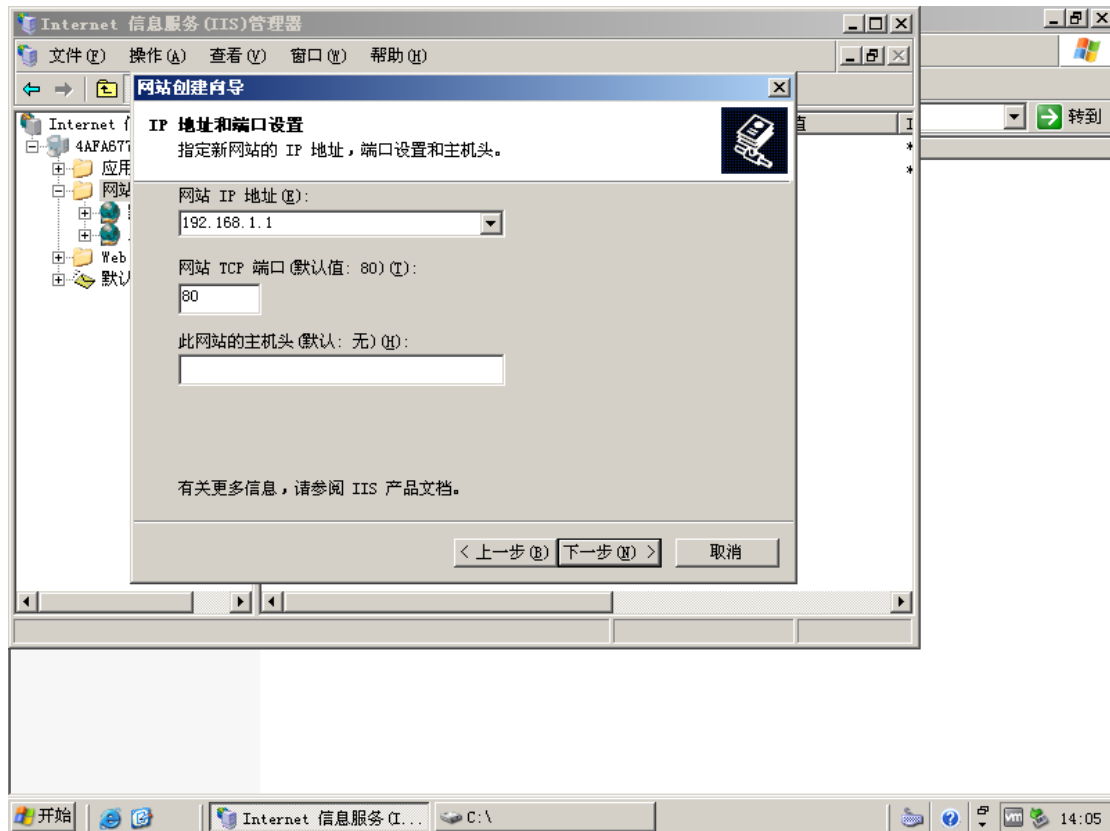 Internet 信息服务(IIS)管理器
文件(F) 操作(A) 查看(V) 窗口(W) 帮助(H)
网站创建向导
转到
IP 地址和端口设置
指定新网站的 IP 地址，端口设置和主机头。
Internet
4AFA677
应用
网站
Web
默认
值
网站 IP 地址(E):
192.168.1.1
网站 TCP 端口(默认值: 80)(T):
80
此网站的主机头(默认: 无)(H):
有关更多信息，请参阅 IIS 产品文档。
< 上一步(B) 下一步(N) > 取消
开始 Internet 信息服务(I... C:\ 14:05